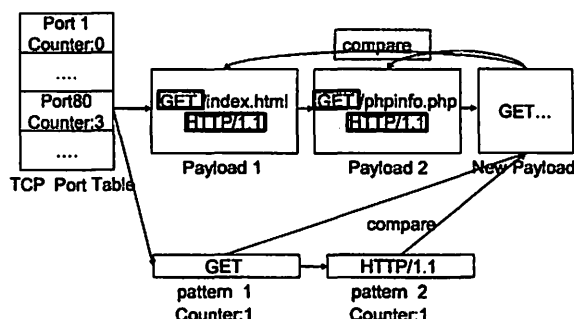 Port 1
Counter:0
....
Port80
Counter:3
....
TCP Port Table
compare
GET /index.html
HTTP/1.1
Payload 1
GET /phpinfo.php
HTTP/1.1
Payload 2
GET...
New Payload
compare
GET
pattern 1
Counter:1
HTTP/1.1
pattern 2
Counter:1